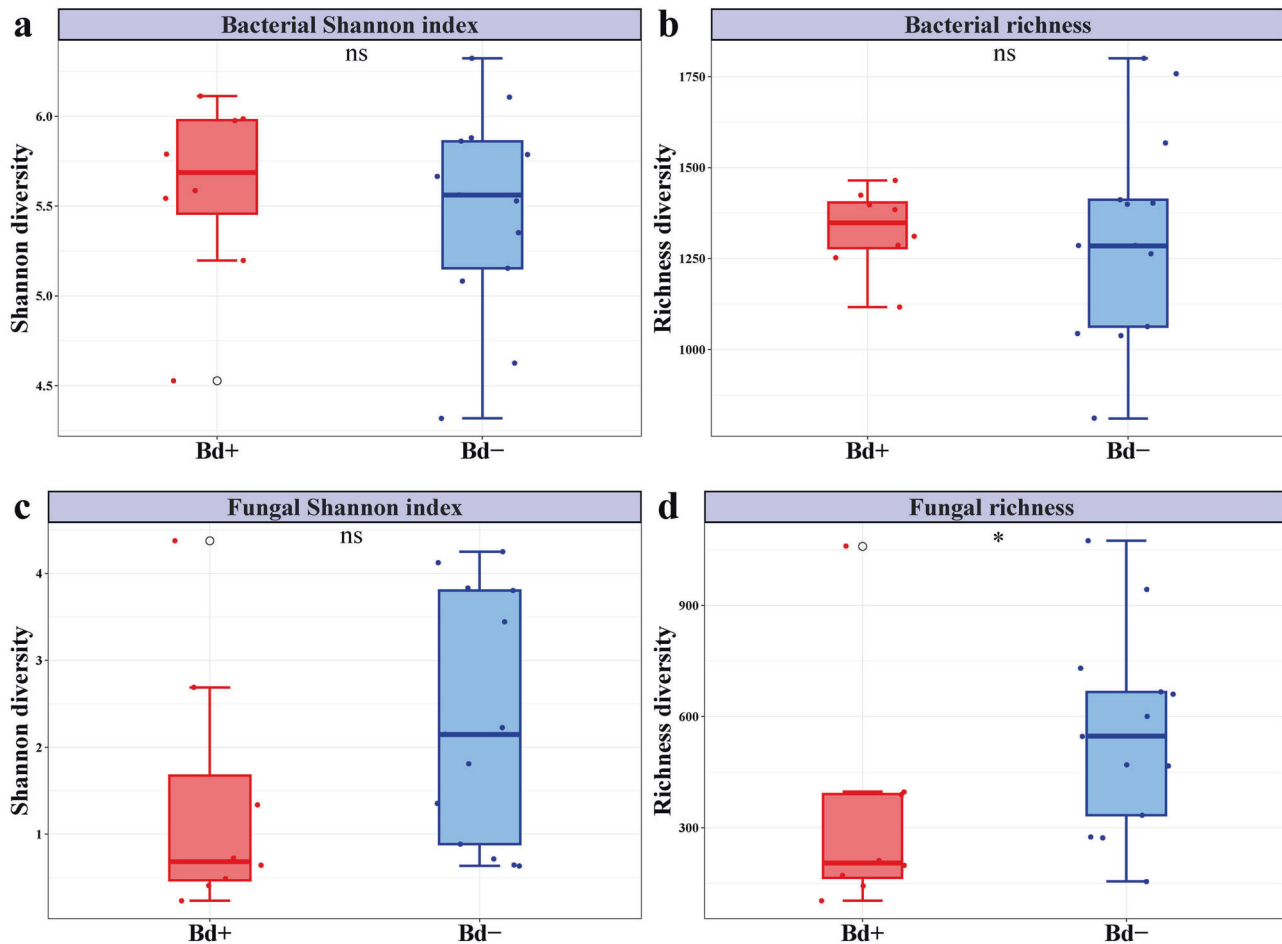 a
Bacterial Shannon index
ns
Shannon diversity
6.0
5.5
5.0
4.5
Bd+
Bd−
b
Bacterial richness
ns
Richness diversity
1750
1500
1250
1000
Bd+
Bd−
c
Fungal Shannon index
ns
Shannon diversity
4
3
2
1
Bd+
Bd−
d
Fungal richness
*
Richness diversity
900
600
300
Bd+
Bd−